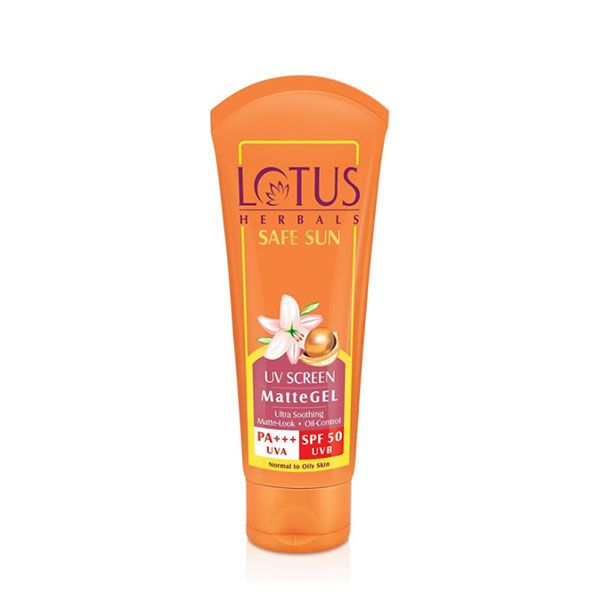 LOTUS
HERBALS
SAFE SUN
UV SCREEN
MatteGEL
Ultra Soothing
Matte-Look • Oil-Control
PA+++ SPF 50
UVA UVB
Normal to Oily Skin